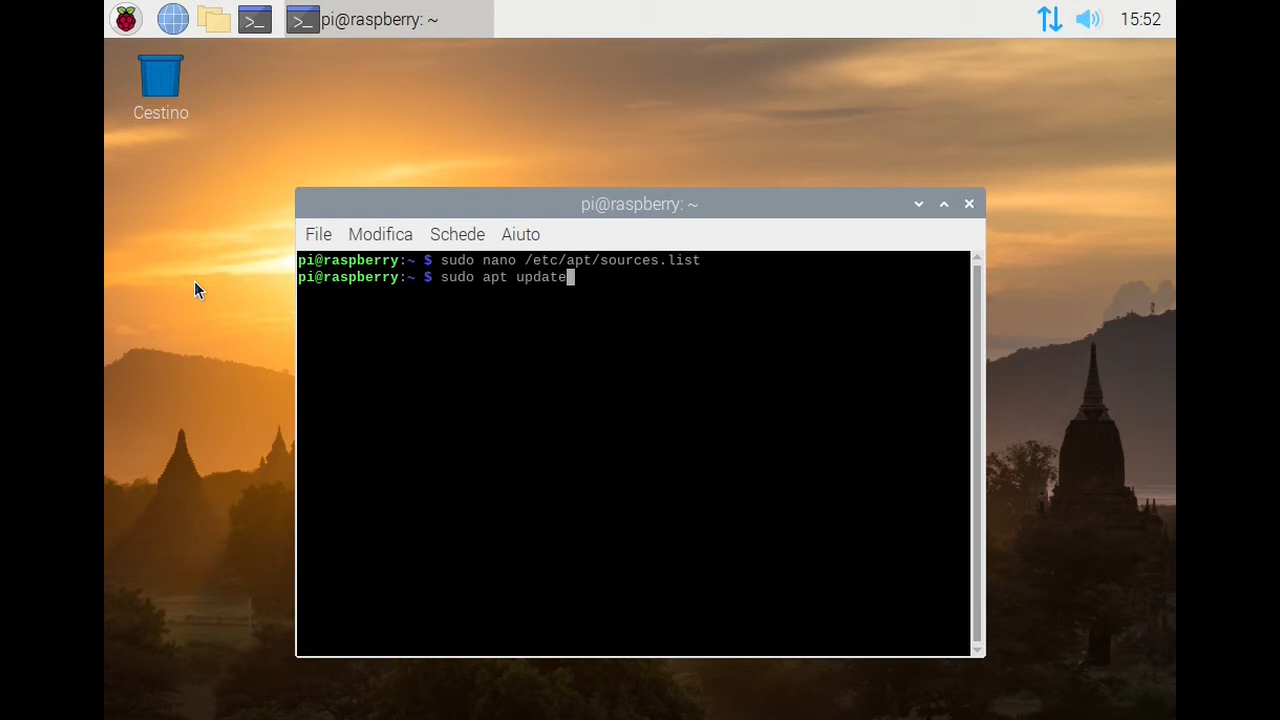 pi@raspberry: ~
15:52
Cestino
pi@raspberry: ~
File Modifica Schede Aiuto
pi@raspberry:~ $ sudo nano /etc/apt/sources.list
pi@raspberry:~ $ sudo apt update